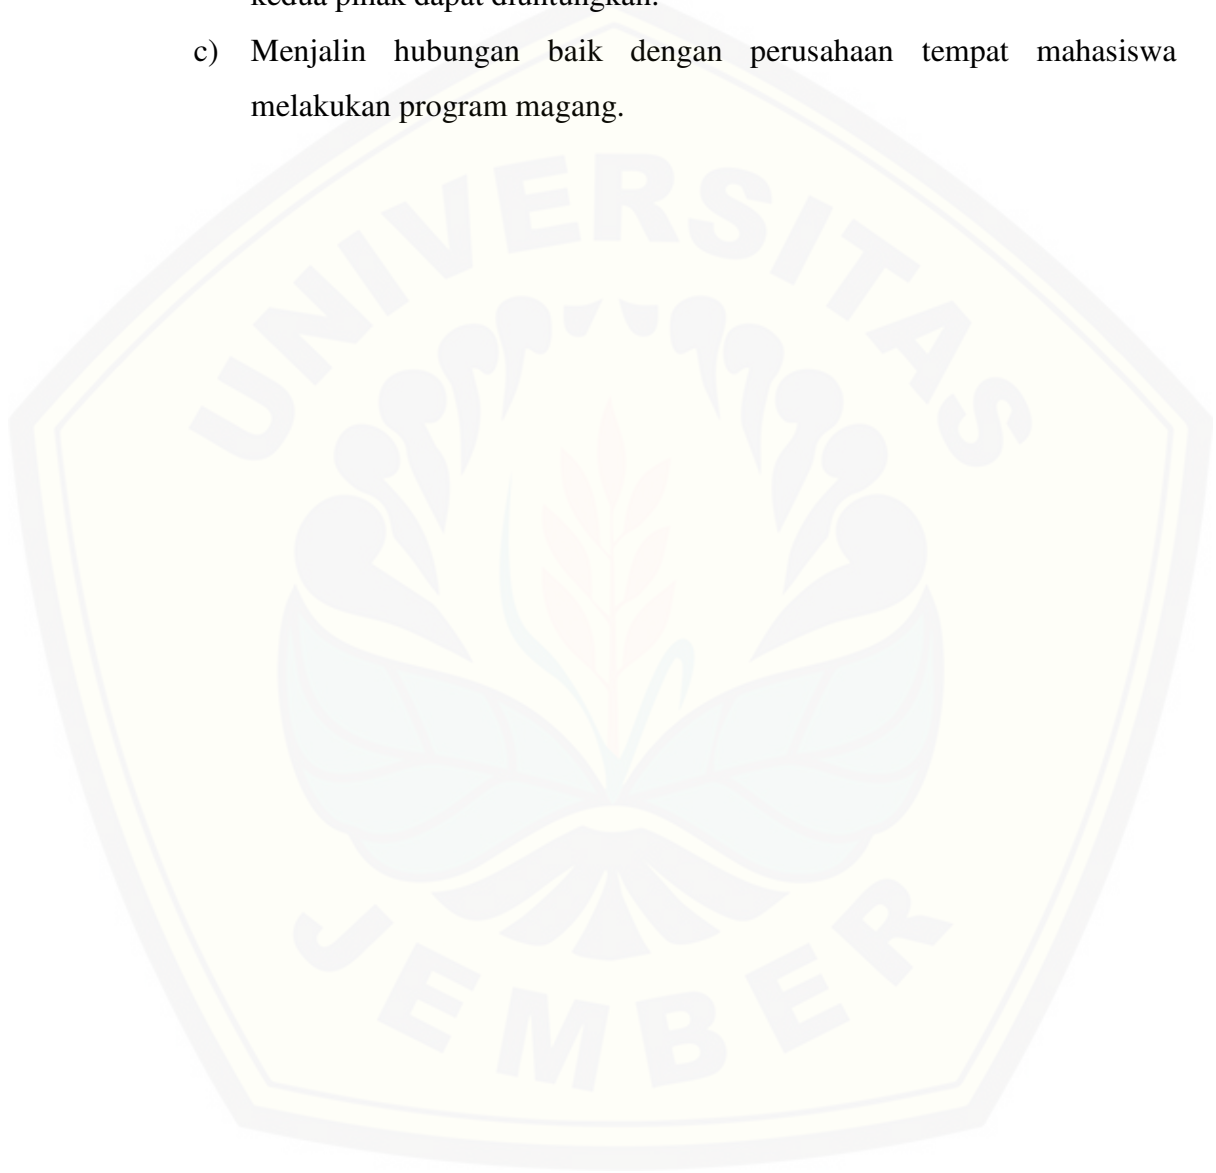 kedua pihak dapat diuntungkan.
c) Menjalin hubungan baik dengan perusahaan tempat mahasiswa
melakukan program magang.
UNIVERSITAS
JEMBER